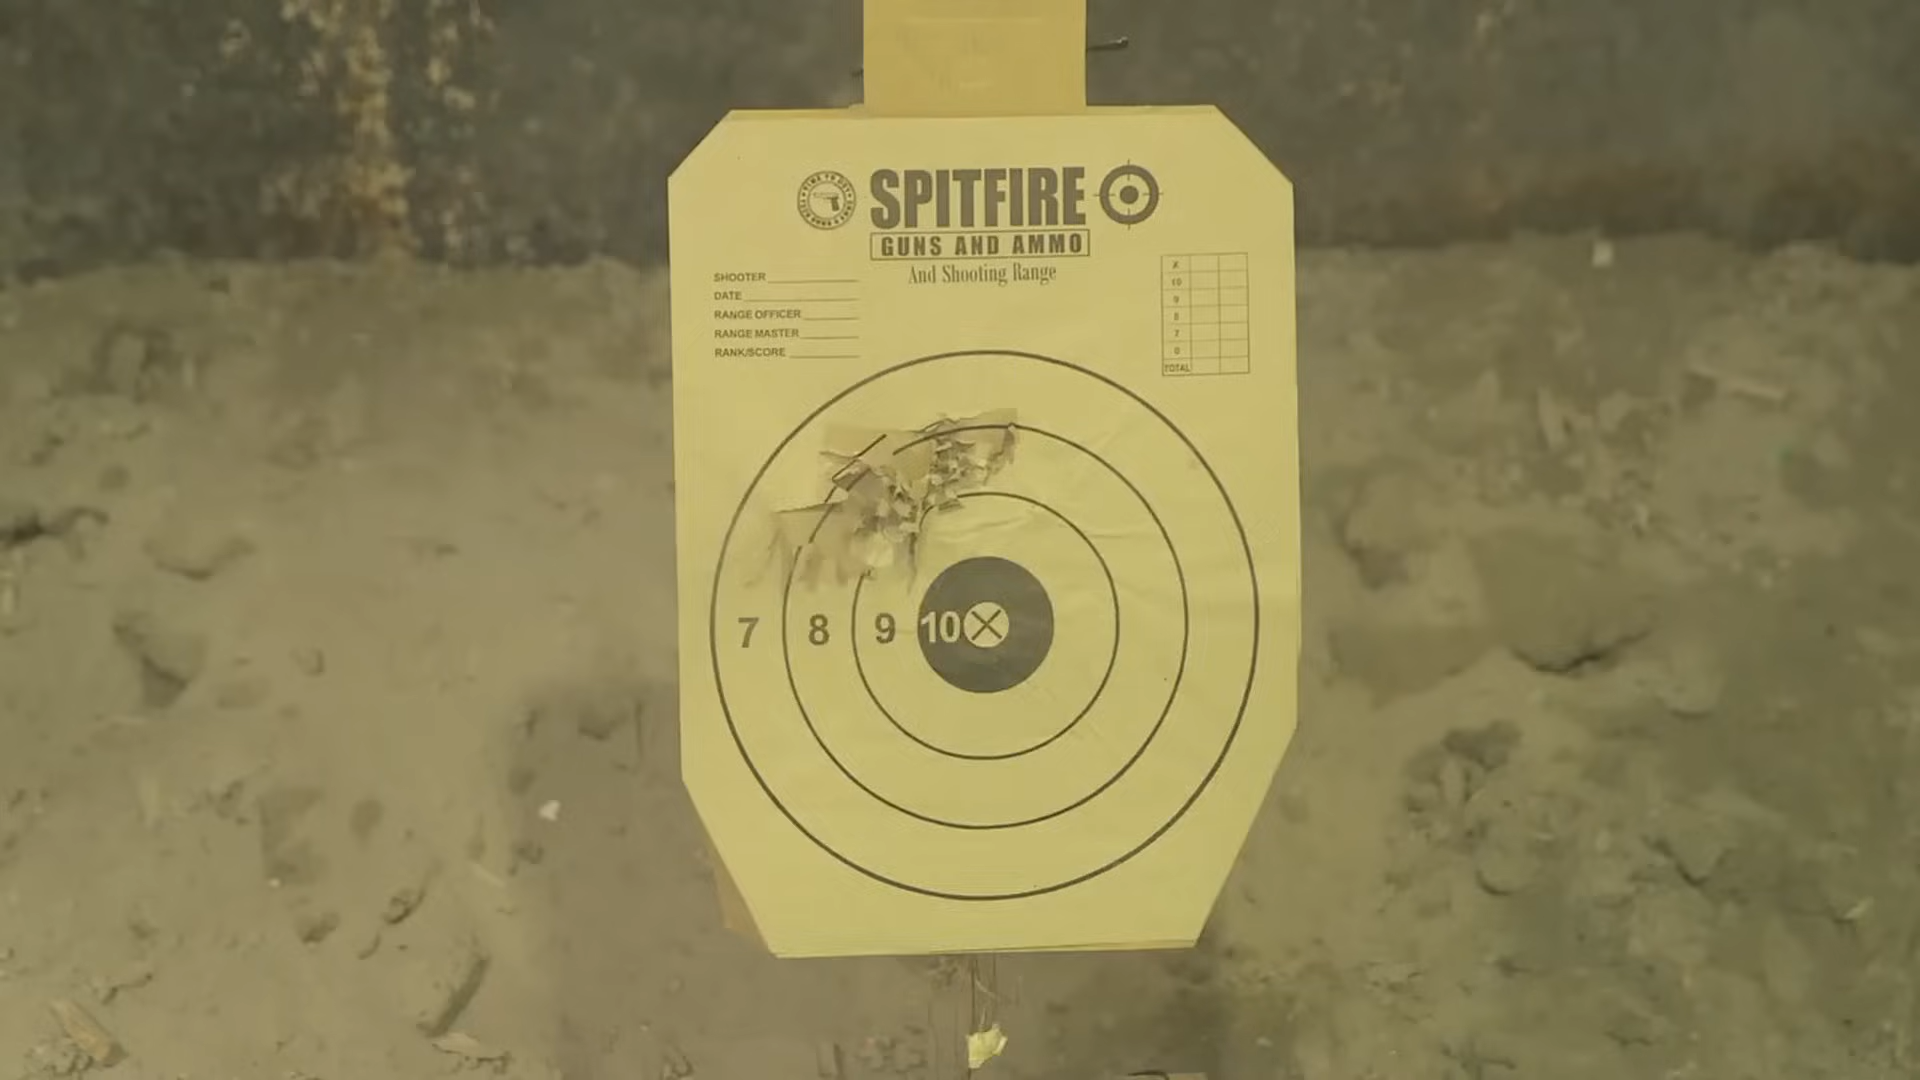 SPITFIRE
GUNS AND AMMO
And Shooting Range
SHOOTER
DATE
RANGE OFFICER
RANGE MASTER
RANK/SCORE
X
10
9
8
7
0
TOTAL
7 8 9 10 X